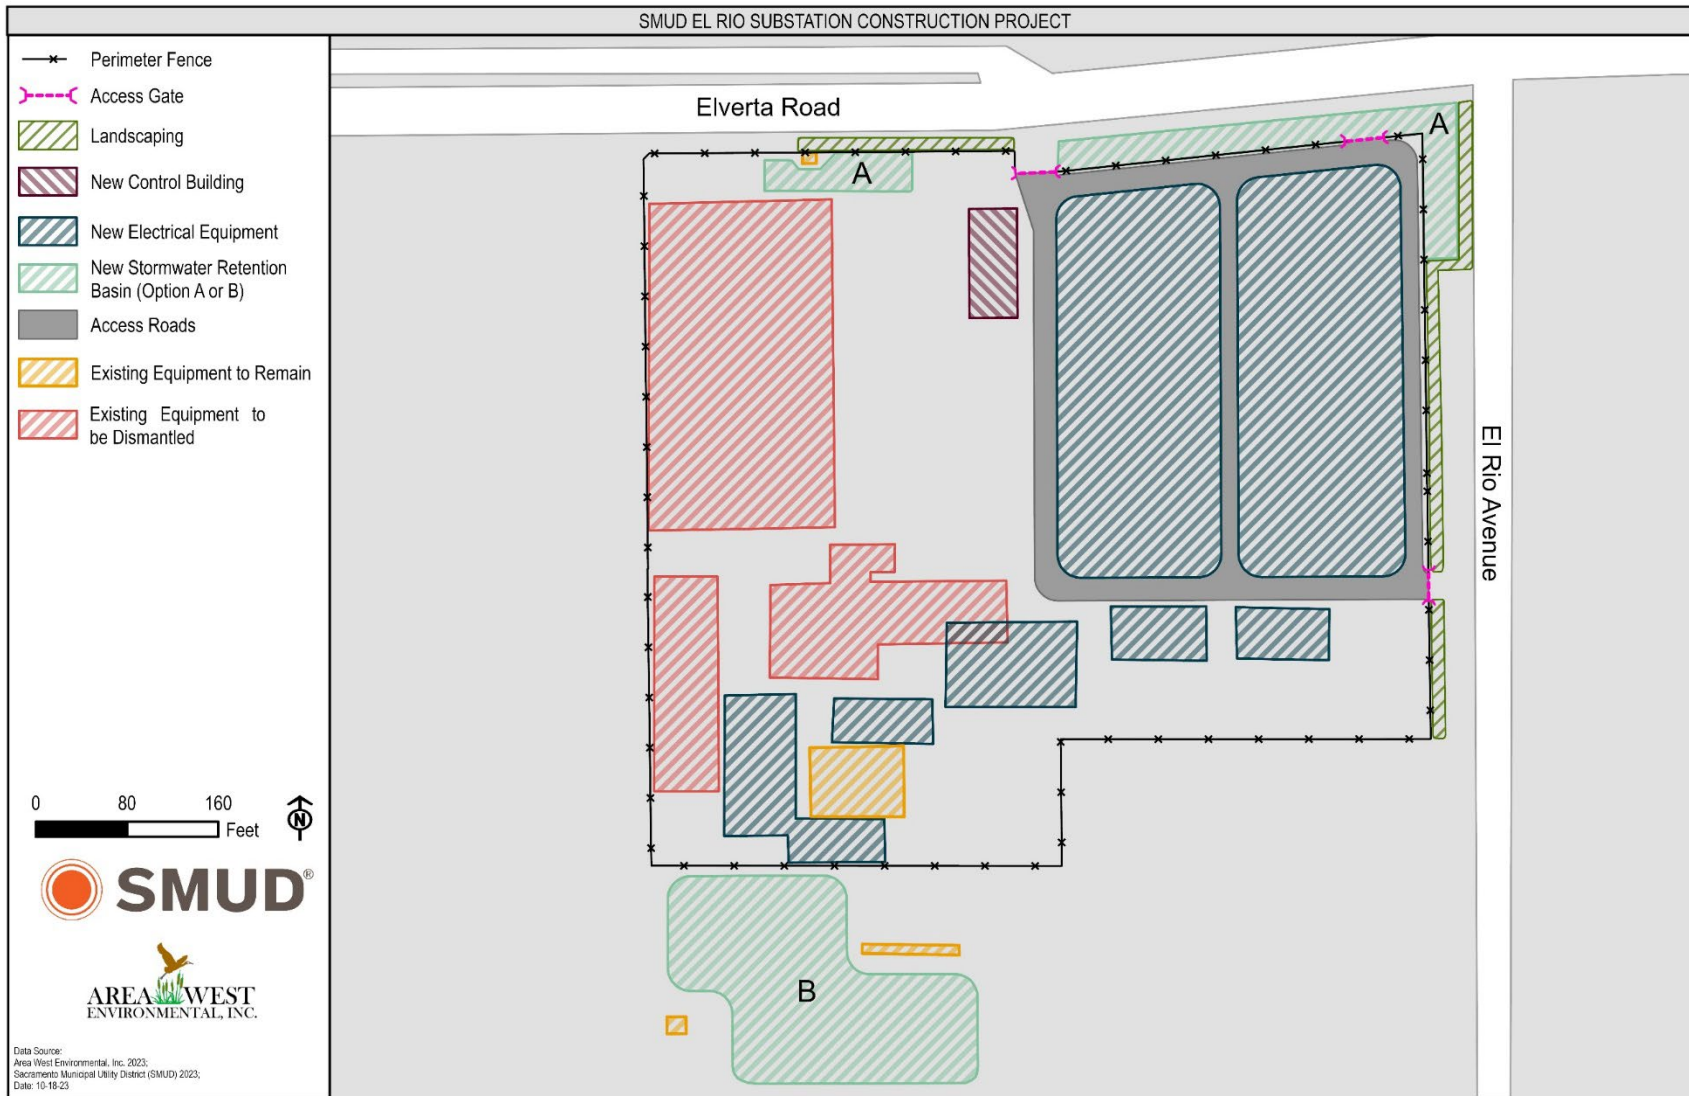 SMUD EL RIO SUBSTATION CONSTRUCTION PROJECT
Perimeter Fence
Access Gate
Landscaping
New Control Building
New Electrical Equipment
New Stormwater Retention
Basin (Option A or B)
Access Roads
Existing Equipment to Remain
Existing Equipment to
be Dismantled
0 80 160
Feet
N
SMUD®
AREA WEST
ENVIRONMENTAL, INC.
Data Source:
Area West Environmental, Inc. 2023;
Sacramento Municipal Utility District (SMUD) 2023;
Date: 10-18-23
Elverta Road
A
A
El Rio Avenue
B